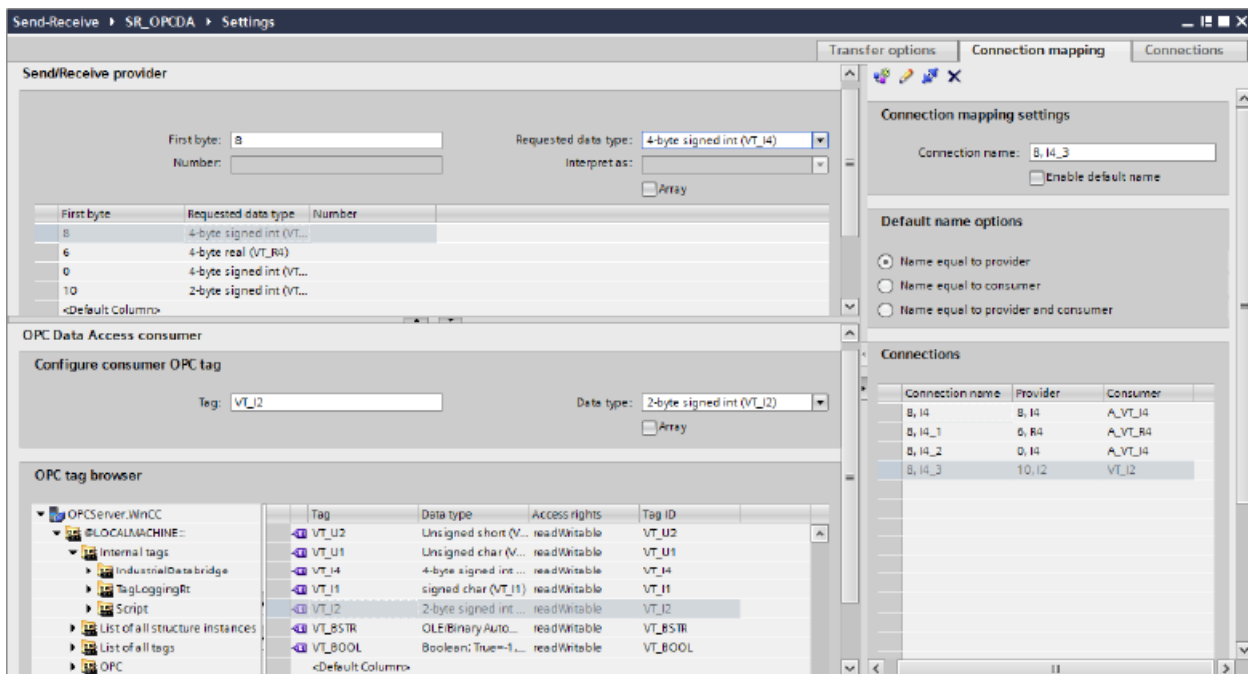 Send-Receive ▸ SR_OPCDA ▸ Settings
Transfer options Connection mapping Connections
Send/Receive provider
First byte: 8 Requested data type: 4-byte signed int (VT_I4)
Number: Interpret as:
Array
First byte Requested data type Number
8 4-byte signed int (VT...
6 4-byte real (VT_R4)
0 4-byte signed int (VT...
10 2-byte signed int (VT...
<Default Column>
OPC Data Access consumer
Configure consumer OPC tag
Tag: VT_I2 Data type: 2-byte signed int (VT_I2)
Array
OPC tag browser
OPCServer.WinCC
@LOCALMACHINE::
Internal tags
IndustrialDatabridge
TagLoggingRt
Script
List of all structure instances
List of all tags
OPC
Tag Data type Access rights Tag ID
VT_U2 Unsigned short (V... readWritable VT_U2
VT_U1 Unsigned char (V... readWritable VT_U1
VT_I4 4-byte signed int ... readWritable VT_I4
VT_I1 signed char (VT_I1) readWritable VT_I1
VT_I2 2-byte signed int ... readWritable VT_I2
VT_BSTR OLE/Binary Auto... readWritable VT_BSTR
VT_BOOL Boolean; True=-1,... readWritable VT_BOOL
<Default Column>
Connection mapping settings
Connection name: 8, I4_3
Enable default name
Default name options
Name equal to provider
Name equal to consumer
Name equal to provider and consumer
Connections
Connection name Provider Consumer
8, I4 8, I4 A_VT_I4
8, I4_1 6, R4 A_VT_R4
8, I4_2 0, I4 A_VT_I4
8, I4_3 10, I2 VT_I2